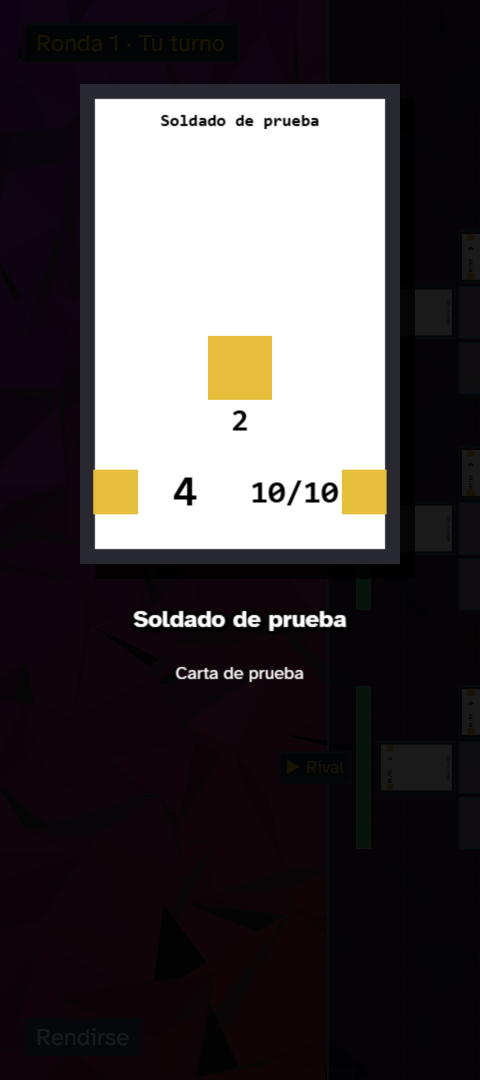 Ronda 1 · Tu turno
Soldado de prueba
2
4
10/10
Soldado de prueba
Carta de prueba
▶ Rival
Rendirse